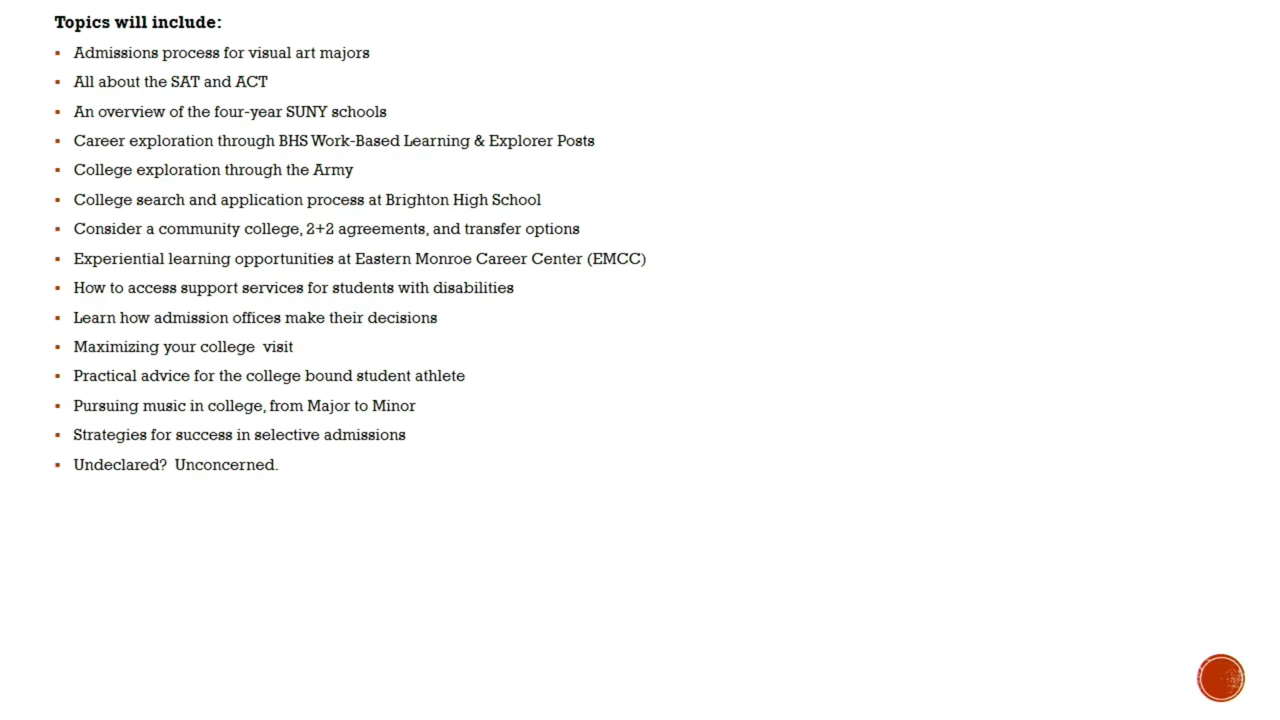 Topics will include:
▪ Admissions process for visual art majors
▪ All about the SAT and ACT
▪ An overview of the four-year SUNY schools
▪ Career exploration through BHS Work-Based Learning & Explorer Posts
▪ College exploration through the Army
▪ College search and application process at Brighton High School
▪ Consider a community college, 2+2 agreements, and transfer options
▪ Experiential learning opportunities at Eastern Monroe Career Center (EMCC)
▪ How to access support services for students with disabilities
▪ Learn how admission offices make their decisions
▪ Maximizing your college  visit
▪ Practical advice for the college bound student athlete
▪ Pursuing music in college, from Major to Minor
▪ Strategies for success in selective admissions
▪ Undeclared?  Unconcerned.